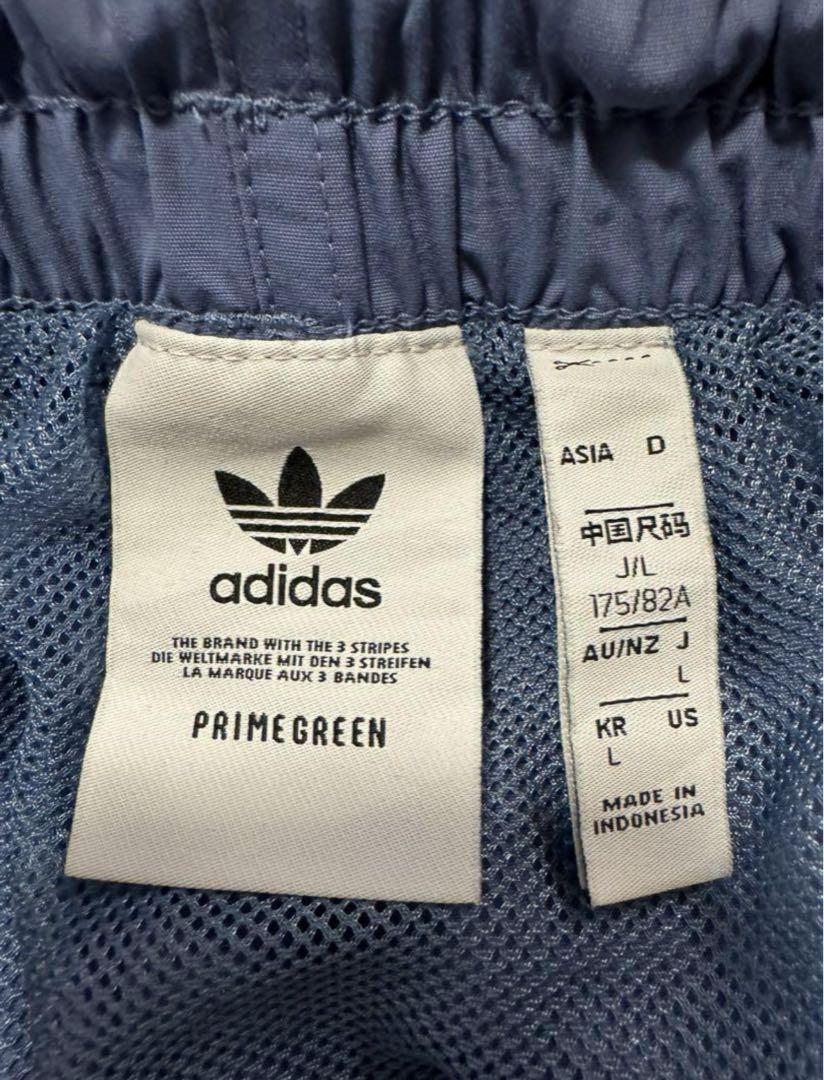 adidas
THE BRAND WITH THE 3 STRIPES
DIE WELTMARKE MIT DEN 3 STREIFEN
LA MARQUE AUX 3 BANDES
PRIMEGREEN
ASIA D
中国尺码
J/L
175/82A
AU/NZ J
L
KR US
L
MADE IN
INDONESIA